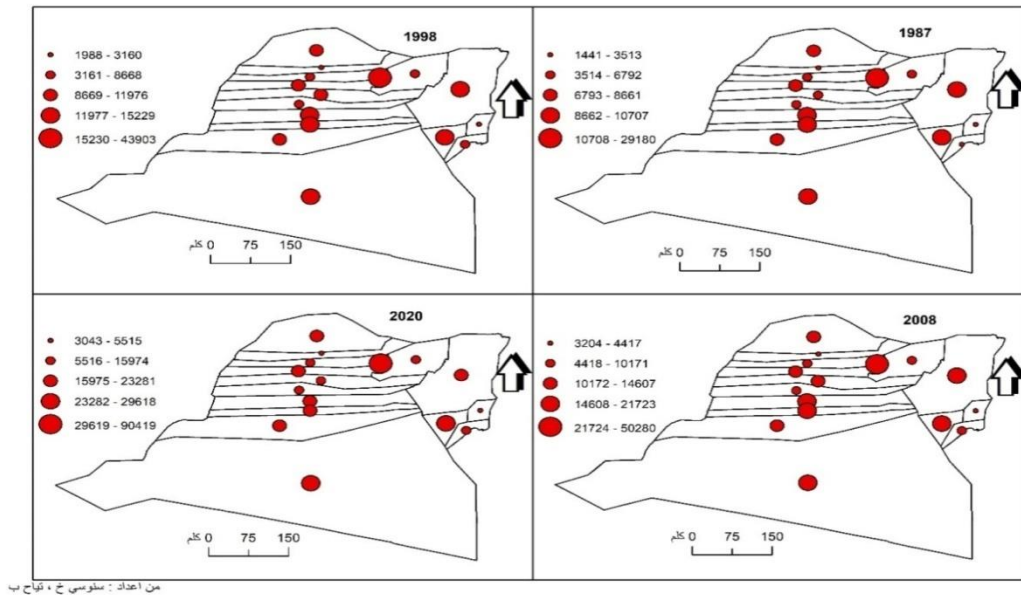 1998
1988 - 3160
3161 - 8668
8669 - 11976
11977 - 15229
15230 - 43903
كلم 0 75 150
1987
1441 - 3513
3514 - 6792
6793 - 8661
8662 - 10707
10708 - 29180
كلم 0 75 150
2020
3043 - 5515
5516 - 15974
15975 - 23281
23282 - 29618
29619 - 90419
كلم 0 75 150
2008
3204 - 4417
4418 - 10171
10172 - 14607
14608 - 21723
21724 - 50280
كلم 0 75 150
من اعداد : سنوسي خ ، تياح ب